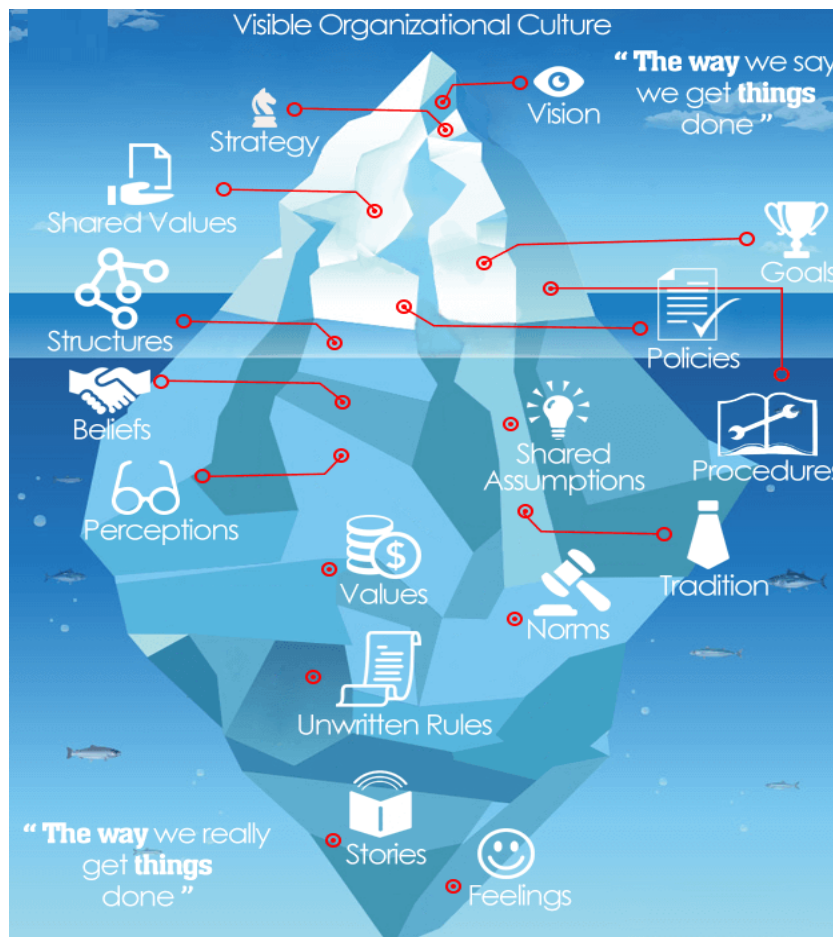 Visible Organizational Culture
Vision
“ The way we say
we get things
done ”
Strategy
Shared Values
Goals
Structures
Policies
Beliefs
Shared
Assumptions
Procedures
Perceptions
Values
Tradition
Norms
Unwritten Rules
“ The way we really
get things
done ”
Stories
Feelings